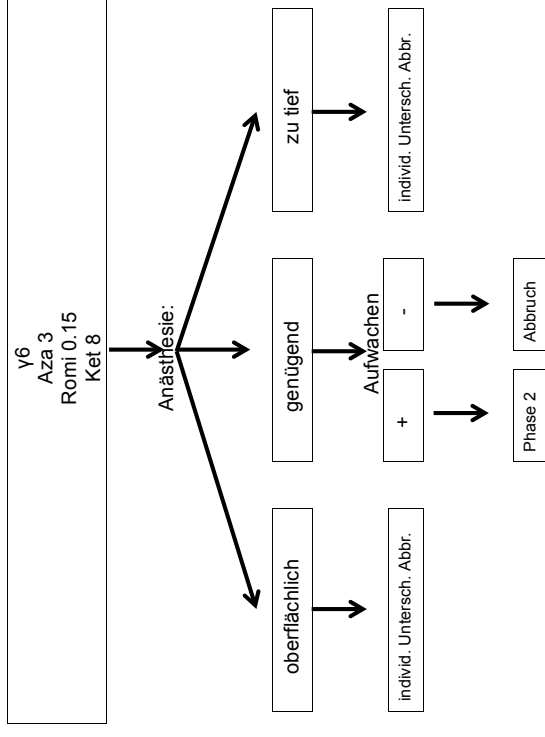 γ6
Aza 3
Romi 0.15
Ket 8
Anästhesie:
oberflächlich
genügend
zu tief
individ. Untersch. Abbr.
Aufwachen
individ. Untersch. Abbr.
+
-
Phase 2
Abbruch